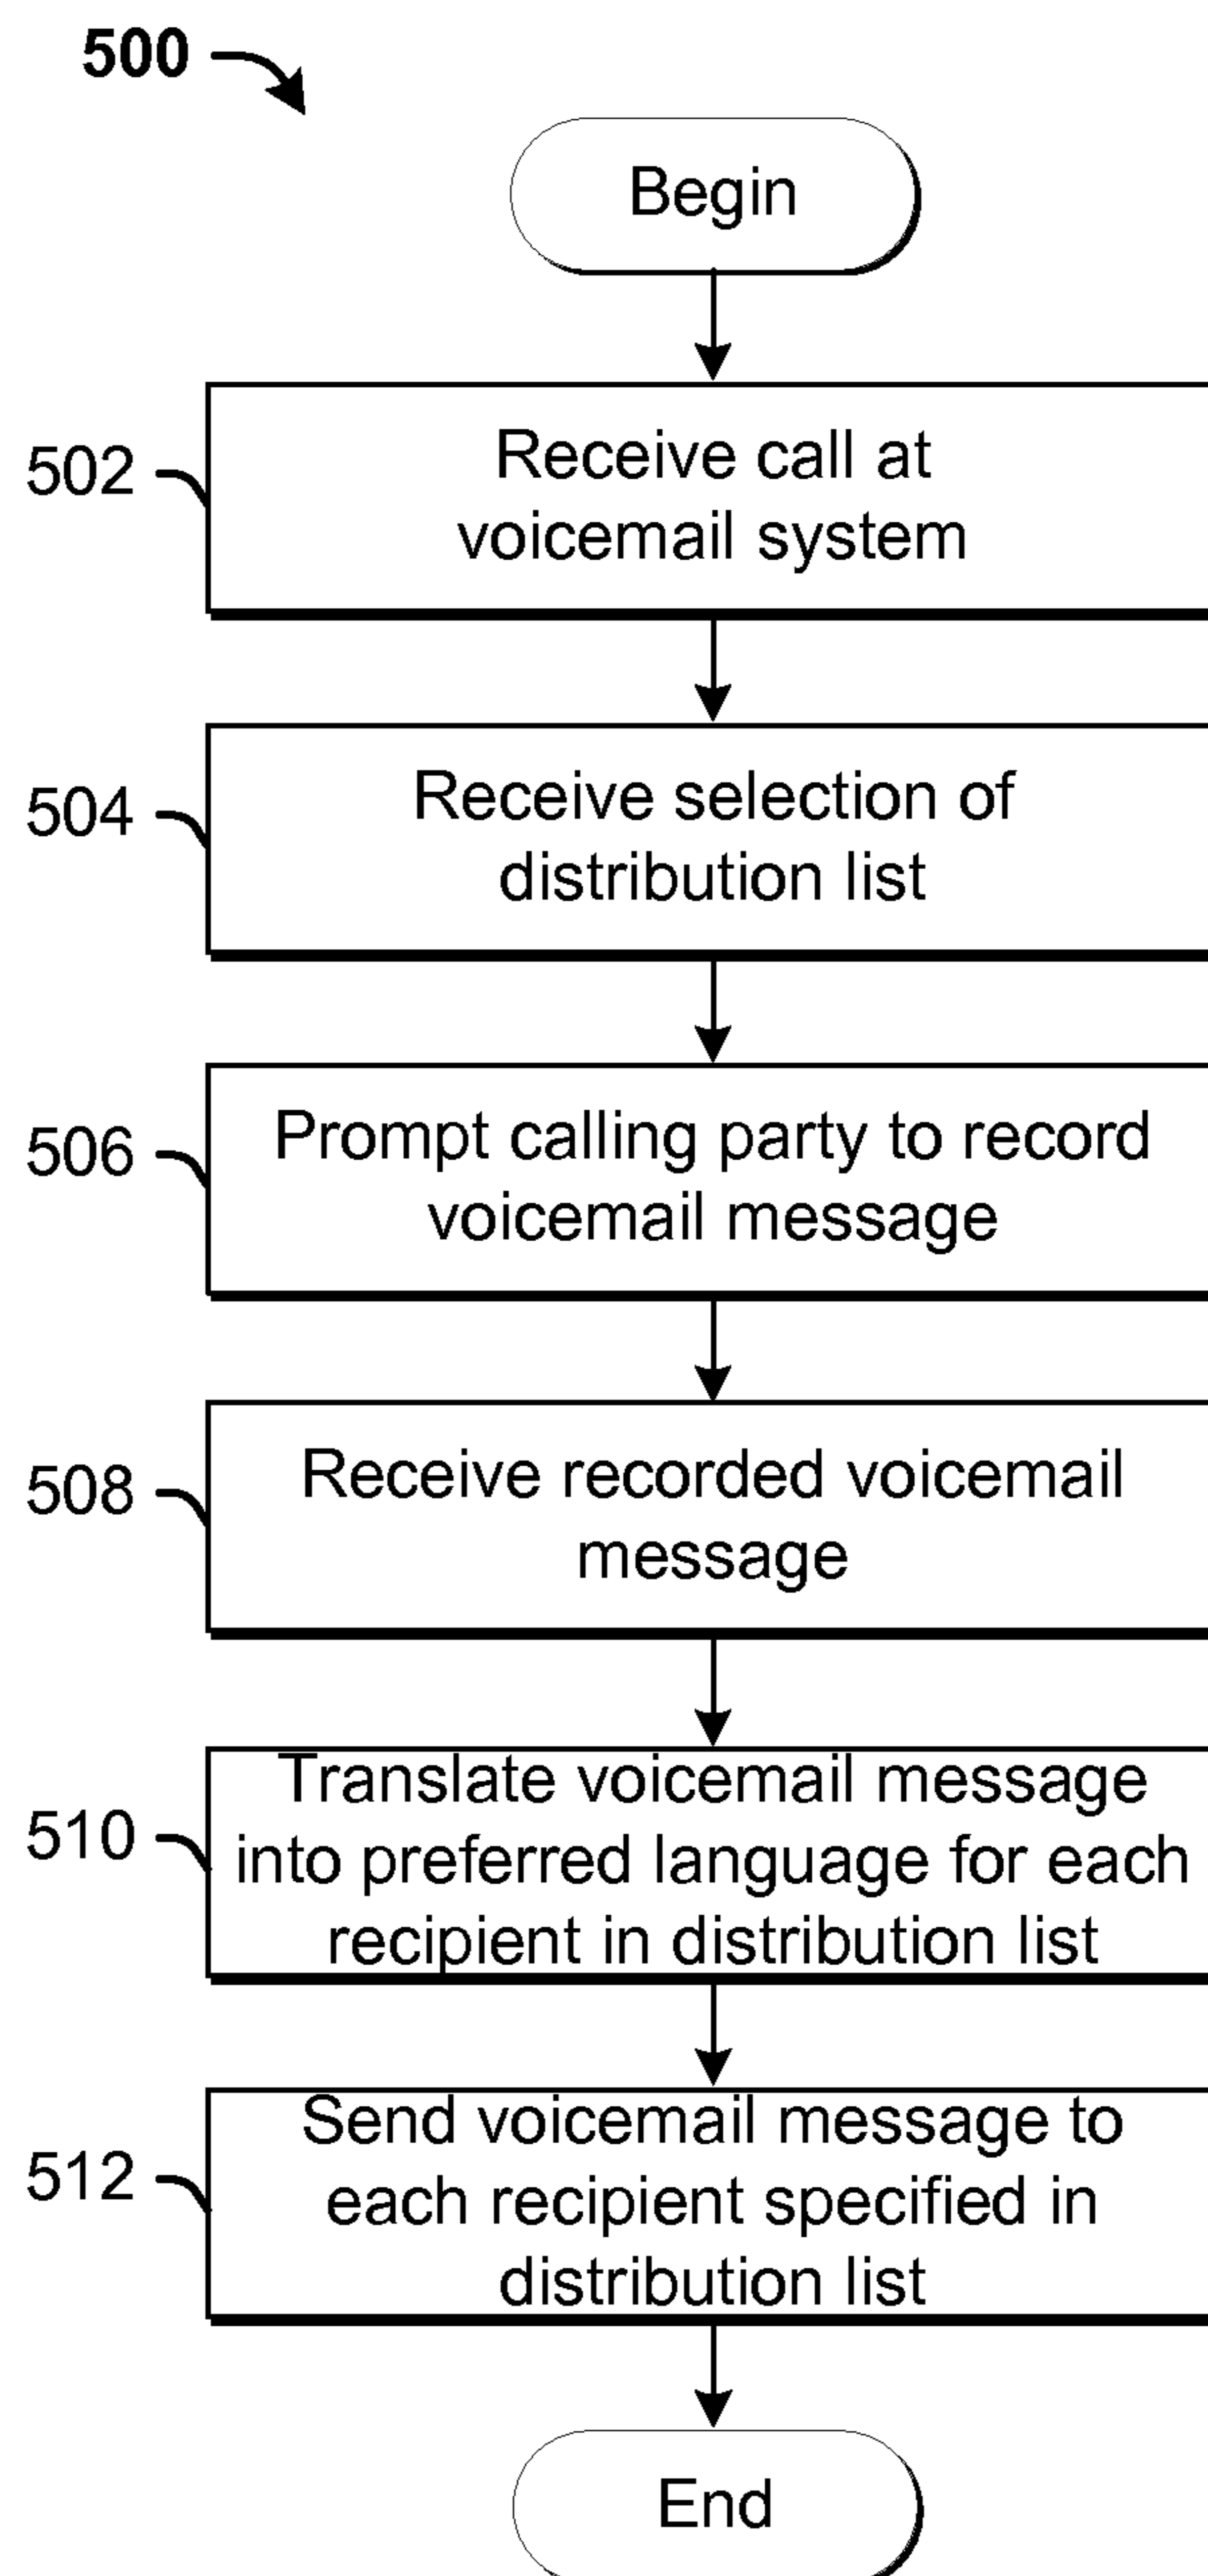 500
Begin
502
Receive call at
voicemail system
504
Receive selection of
distribution list
506
Prompt calling party to record
voicemail message
508
Receive recorded voicemail
message
510
Translate voicemail message
into preferred language for each
recipient in distribution list
512
Send voicemail message to
each recipient specified in
distribution list
End